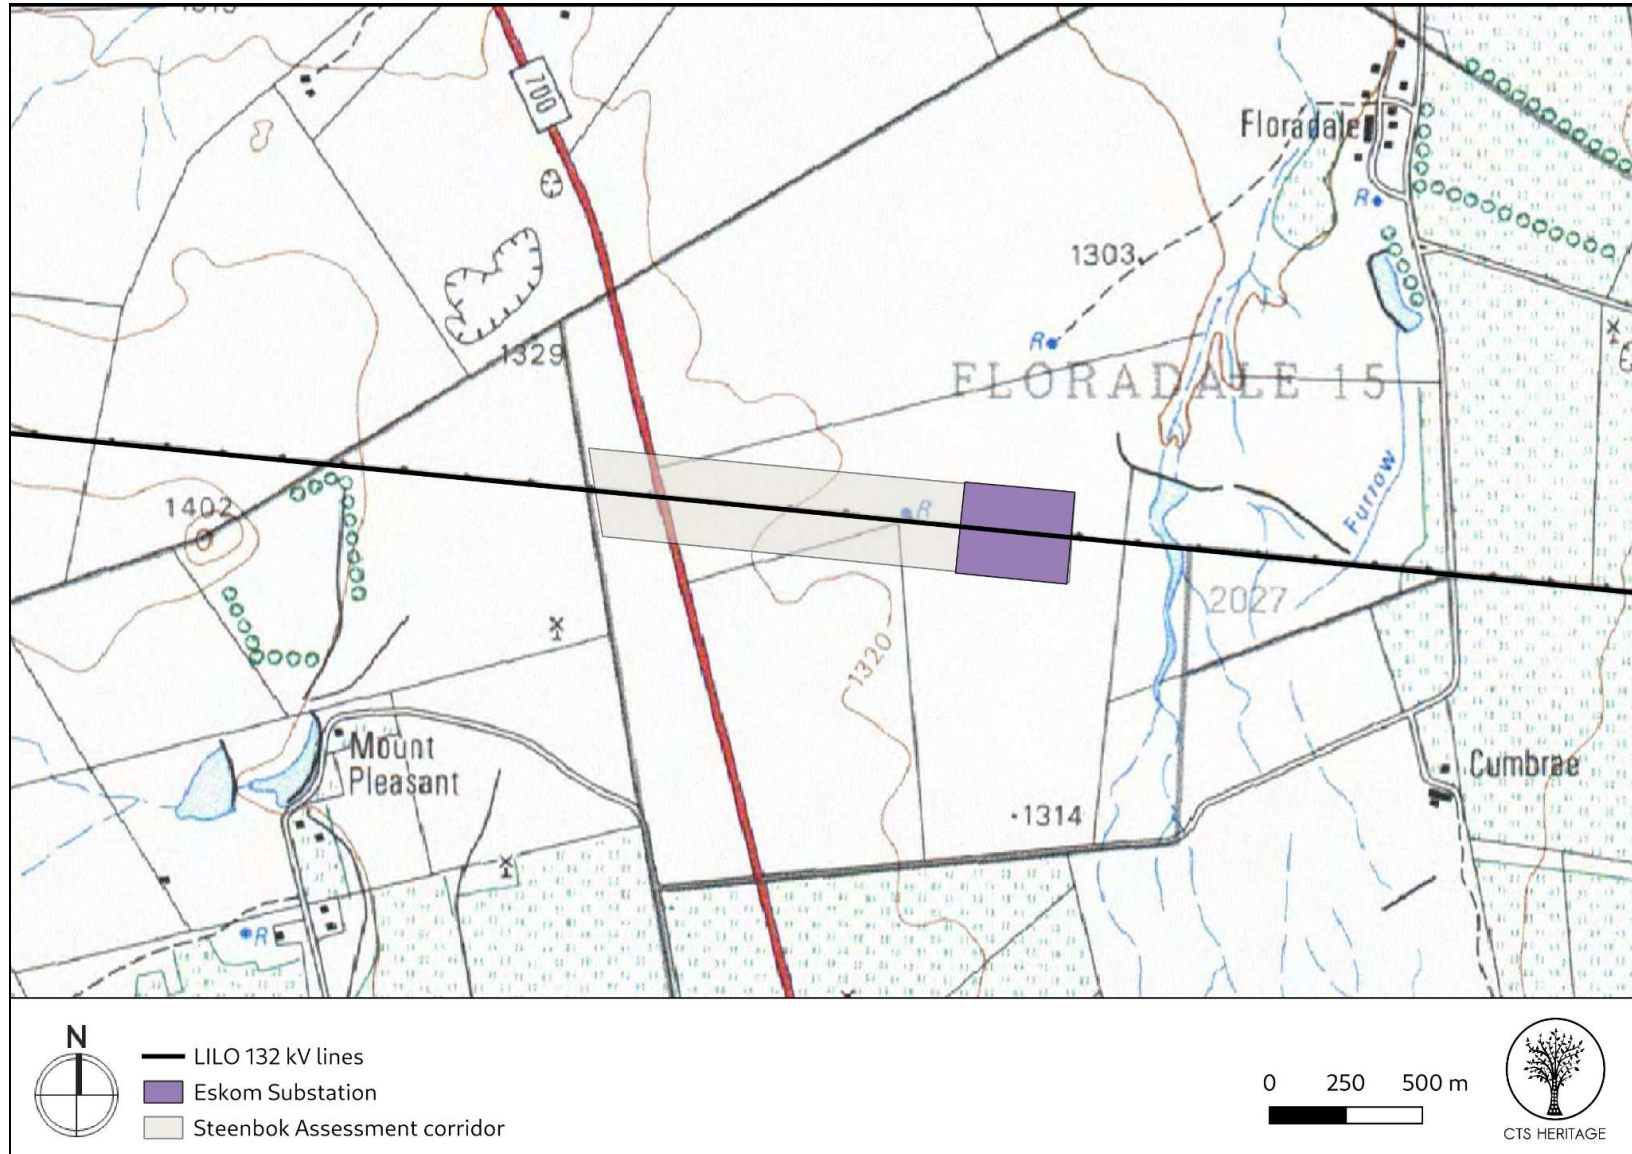 700
Floradale
R
1303
R
1329
FLORADALE 15
Furrow
1402
R
2027
1320
Mount
Pleasant
Cumbrae
1314
R
N
LILO 132 kV lines
Eskom Substation
Steenbok Assessment corridor
0 250 500 m
CTS HERITAGE